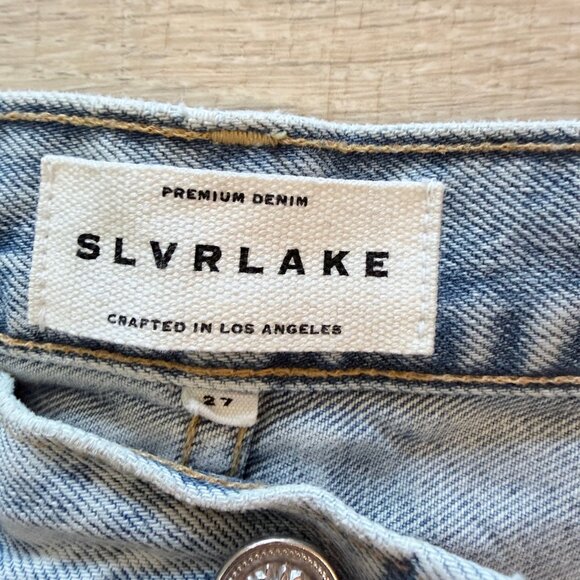 PREMIUM DENIM
SLVRLAKE
CRAFTED IN LOS ANGELES
27